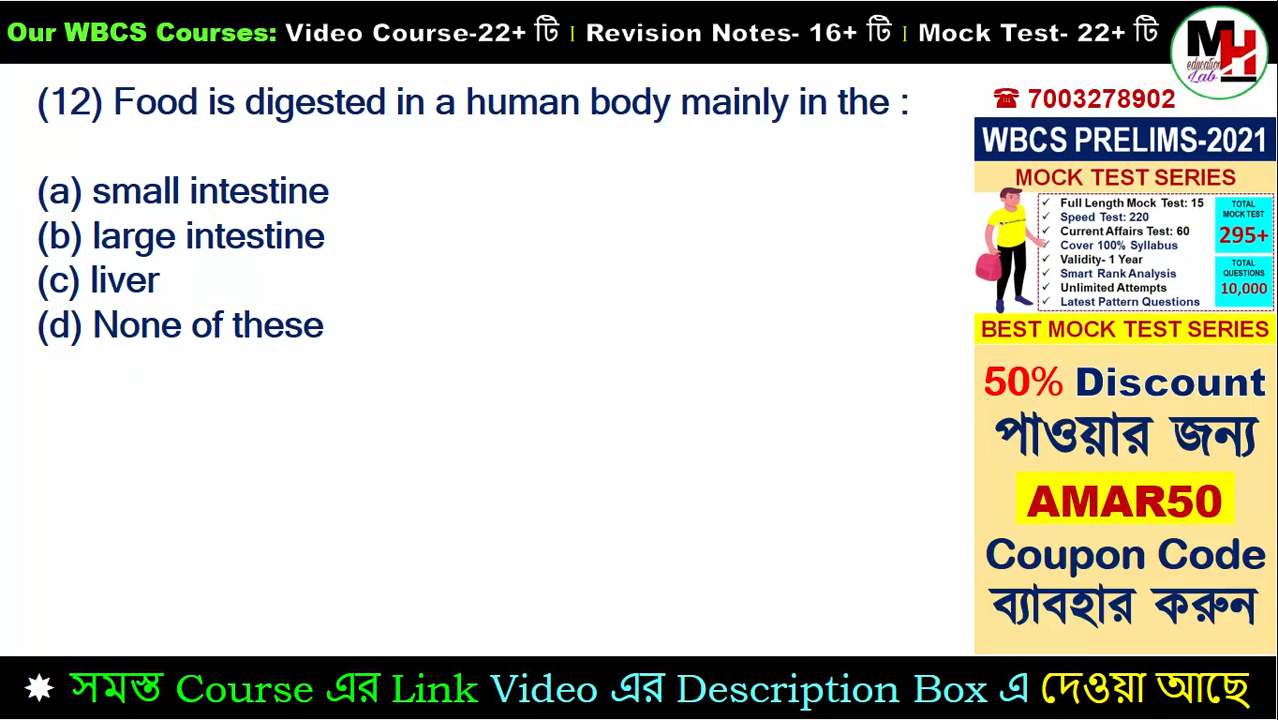 Our WBCS Courses: Video Course-22+ টি | Revision Notes- 16+ টি | Mock Test- 22+ টি
MH
education
Lab
(12) Food is digested in a human body mainly in the :
(a) small intestine
(b) large intestine
(c) liver
(d) None of these
☎ 7003278902
WBCS PRELIMS-2021
MOCK TEST SERIES
✓ Full Length Mock Test: 15
✓ Speed Test: 220
✓ Current Affairs Test: 60
✓ Cover 100% Syllabus
✓ Validity- 1 Year
✓ Smart Rank Analysis
✓ Unlimited Attempts
✓ Latest Pattern Questions
TOTAL
MOCK TEST
295+
TOTAL
QUESTIONS
10,000
BEST MOCK TEST SERIES
50% Discount
পাওয়ার জন্য
AMAR50
Coupon Code
ব্যাবহার করুন
✸ সমস্ত Course এর Link Video এর Description Box এ দেওয়া আছে